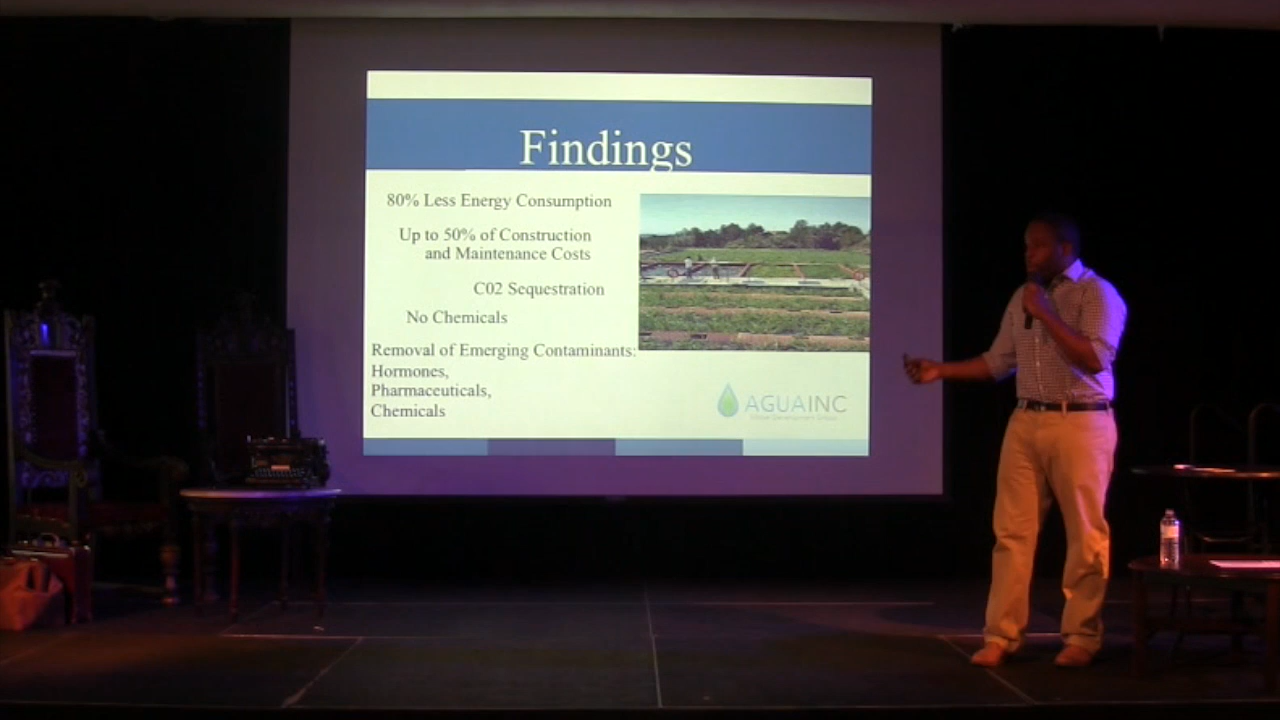 Findings
80% Less Energy Consumption
Up to 50% of Construction
and Maintenance Costs
C02 Sequestration
No Chemicals
Removal of Emerging Contaminants:
Hormones,
Pharmaceuticals,
Chemicals
AGUAINC